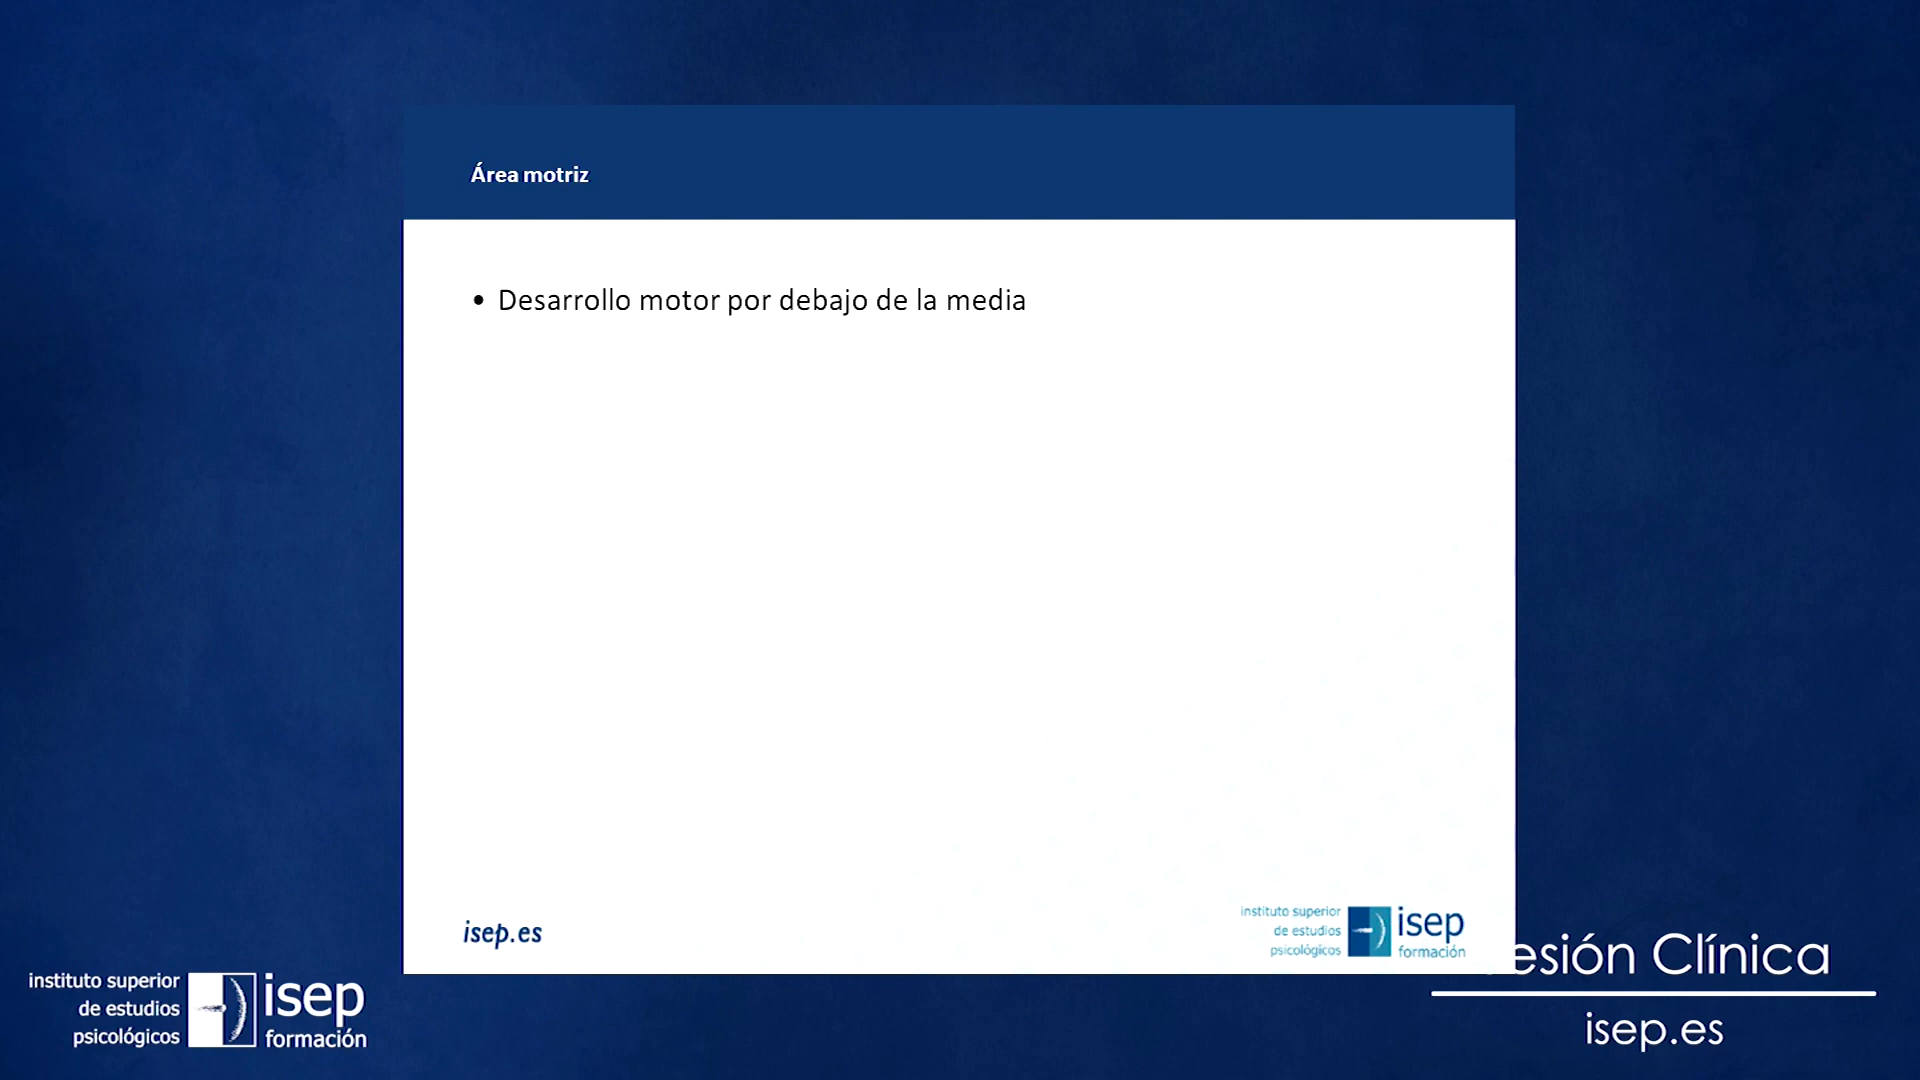 Área motriz
• Desarrollo motor por debajo de la media
isep.es
instituto superior
de estudios
psicológicos
isep
formación
esión Clínica
isep.es
instituto superior
de estudios
psicológicos
isep
formación